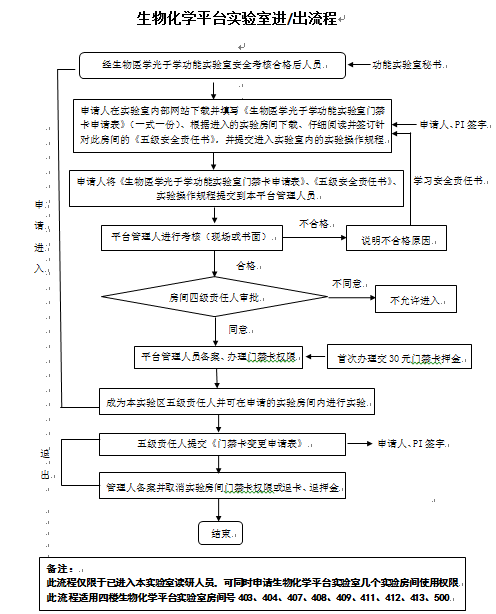 生物化学平台实验室进/出流程
经生物医学光子学功能实验室安全考核合格后人员
功能实验室秘书
申请人在实验室内部网站下载并填写《生物医学光子学功能实验室门禁
卡申请表》（一式一份）、根据进入的实验房间下载、仔细阅读并签订针
对此房间的《五级安全责任书》，并提交进入实验室内的实验操作规程
申请人、PI 签字
学习安全责任书
申请人将《生物医学光子学功能实验室门禁卡申请表》、《五级安全责任书》、
实验操作规程提交到本平台管理人员
申
请
进
入
不合格
平台管理人进行考核（现场或书面）
说明不合格原因
合格
房间四级责任人审批
不同意
不允许进入
同意
平台管理人员备案、办理门禁卡权限
首次办理交 30 元门禁卡押金
成为本实验区五级责任人并可在申请的实验房间内进行实验
退
出
五级责任人提交《门禁卡变更申请表》
申请人、PI 签字
管理人备案并取消实验房间门禁卡权限或退卡、退押金
结束
备注：
此流程仅限于已进入本实验室读研人员，可同时申请生物化学平台实验室几个实验房间使用权限
此流程适用四楼生物化学平台实验室房间号 403、404、407、408、409、411、412、413、500